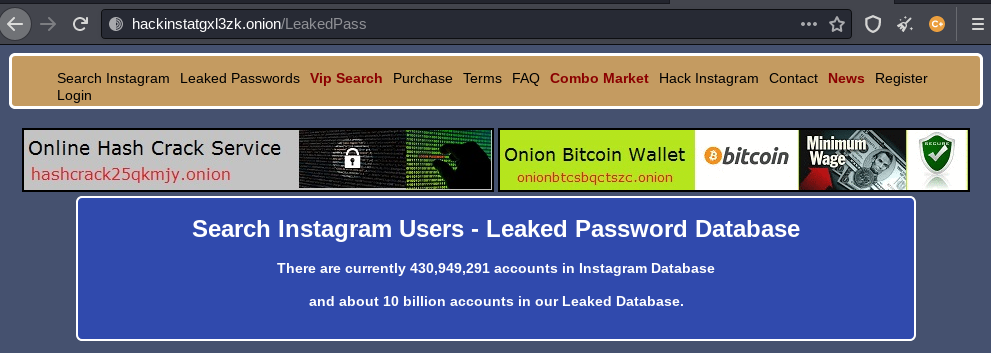 hackinstatgxl3zk.onion/LeakedPass
Search Instagram Leaked Passwords Vip Search Purchase Terms FAQ Combo Market Hack Instagram Contact News Register
Login
Online Hash Crack Service
hashcrack25qkmjy.onion
Onion Bitcoin Wallet
onionbtcsbqctszc.onion
bitcoin
Minimum
Wage
SECURE
Search Instagram Users - Leaked Password Database
There are currently 430,949,291 accounts in Instagram Database
and about 10 billion accounts in our Leaked Database.